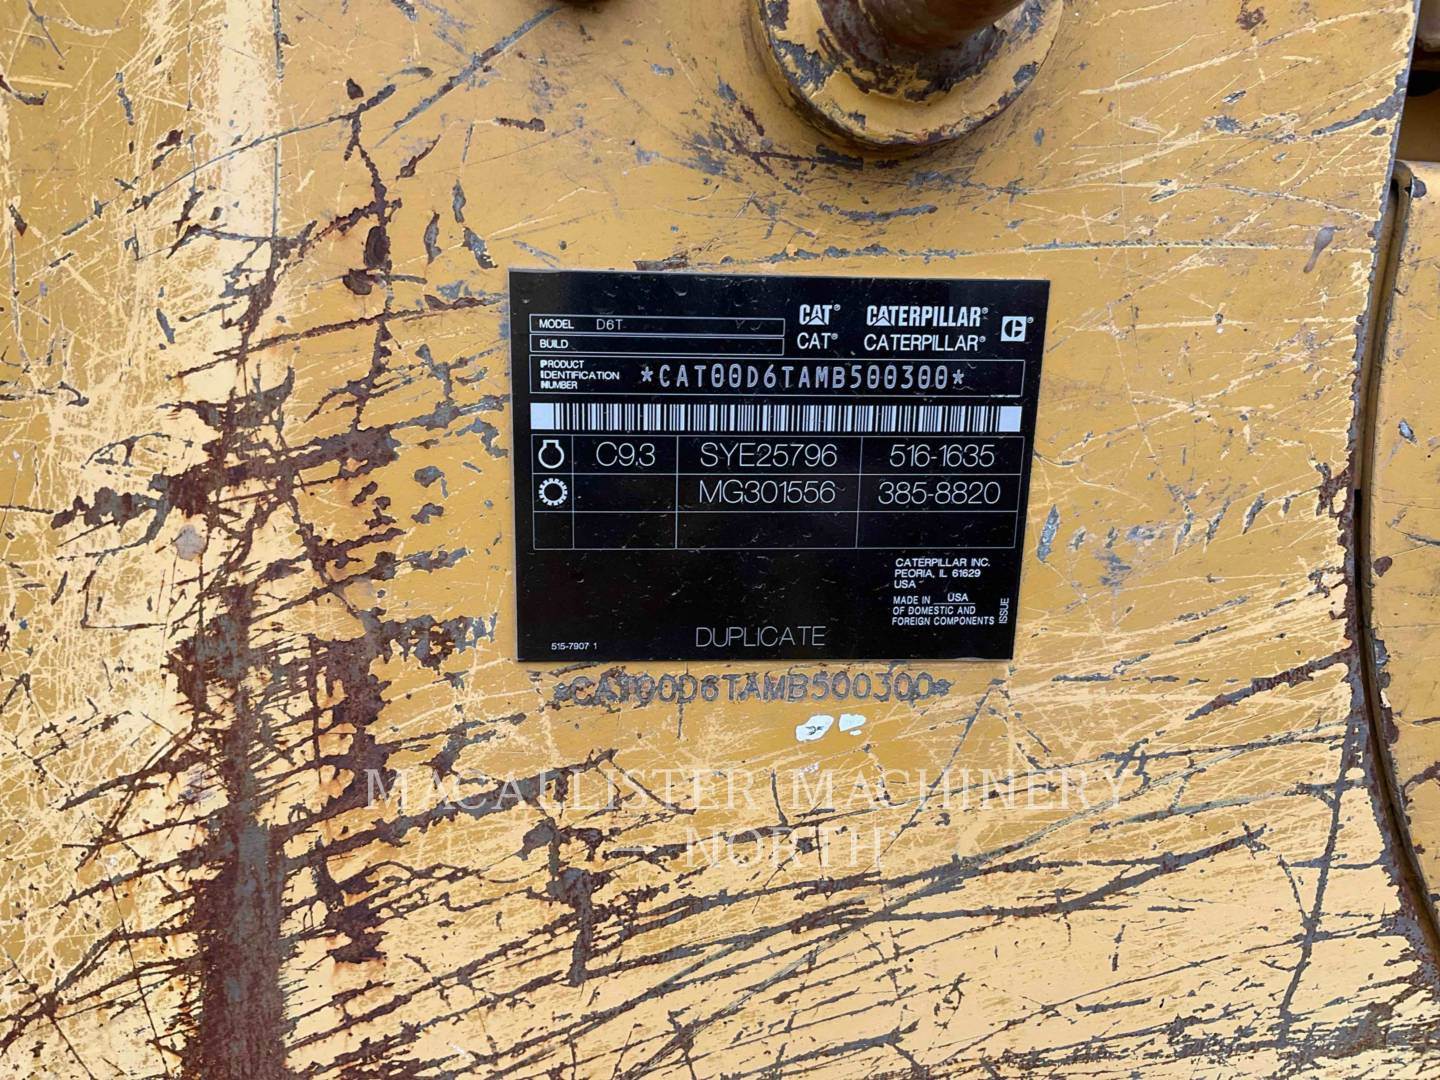 MODEL D6T
CAT® CATERPILLAR®
BUILD
CAT® CATERPILLAR®
C ®
PRODUCT
IDENTIFICATION
NUMBER
*CAT00D6TAMB500300*
C9.3 SYE25796 516-1635
MG301556 385-8820
CATERPILLAR INC.
PEORIA, IL 61629
USA
MADE IN USA
OF DOMESTIC AND
FOREIGN COMPONENTS
ISSUE
DUPLICATE
515-7907 1
*CAT00D6TAMB500300*
MACALLISTER MACHINERY
NORTH